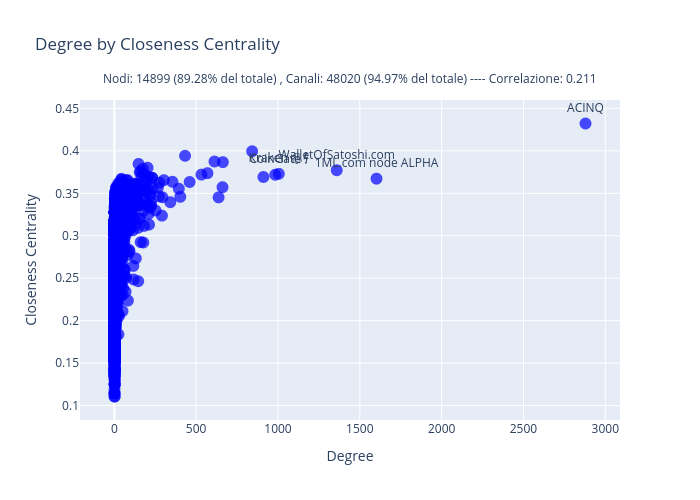 Degree by Closeness Centrality
Nodi: 14899 (89.28% del totale) , Canali: 48020 (94.97% del totale) ---- Correlazione: 0.211
ACINQ
WalletOfSatoshi.com
1ML.com node ALPHA
0.45
0.4
0.35
0.3
0.25
0.2
0.15
0.1
Closeness Centrality
0
500
1000
1500
2000
2500
3000
Degree